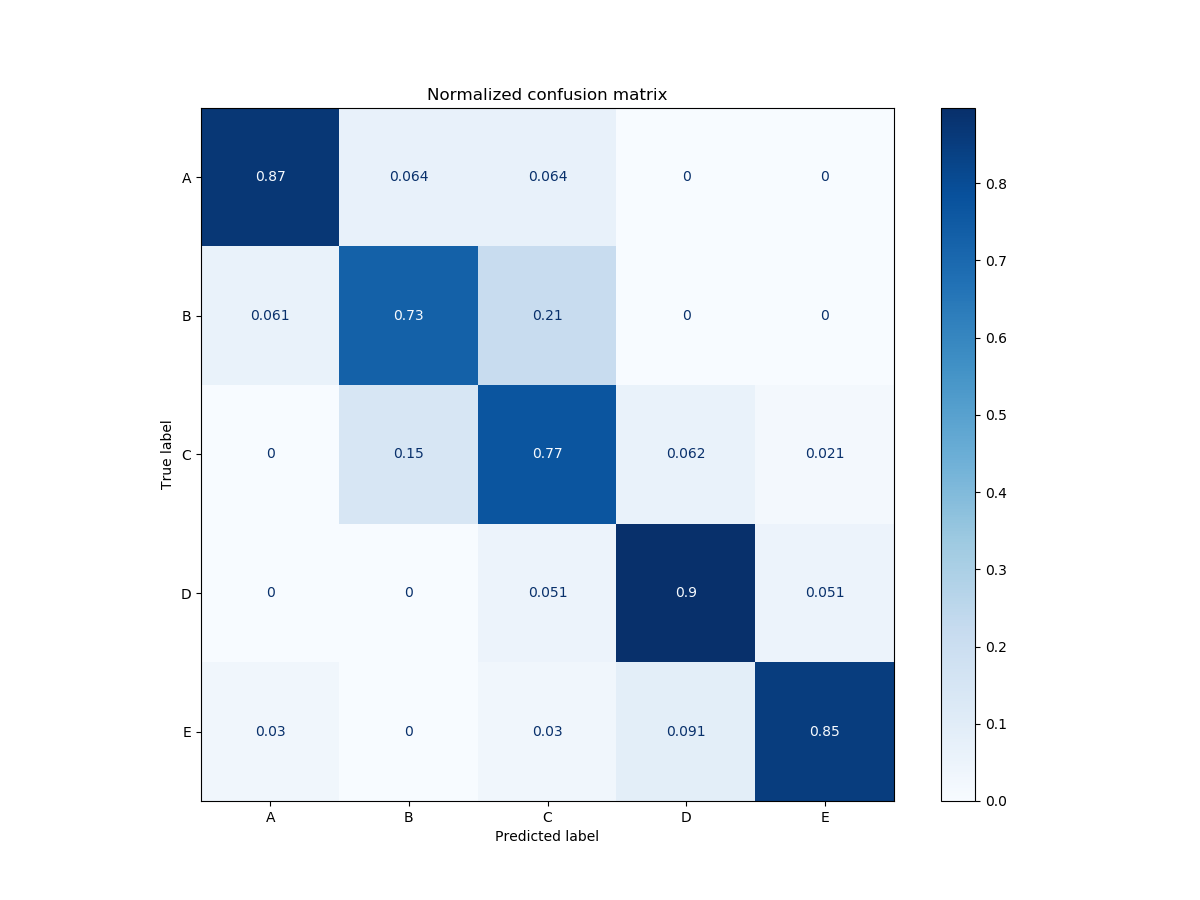 Normalized confusion matrix
True label
A 0.87 0.064 0.064 0 0
B 0.061 0.73 0.21 0 0
C 0 0.15 0.77 0.062 0.021
D 0 0 0.051 0.9 0.051
E 0.03 0 0.03 0.091 0.85
A B C D E
Predicted label
0.8
0.7
0.6
0.5
0.4
0.3
0.2
0.1
0.0